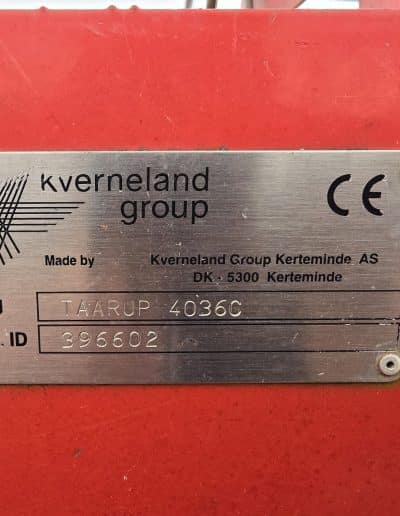 kverneland
group
CE
Made by Kverneland Group Kerteminde AS
DK - 5300 Kerteminde
TAARUP 4036C
. ID 396602